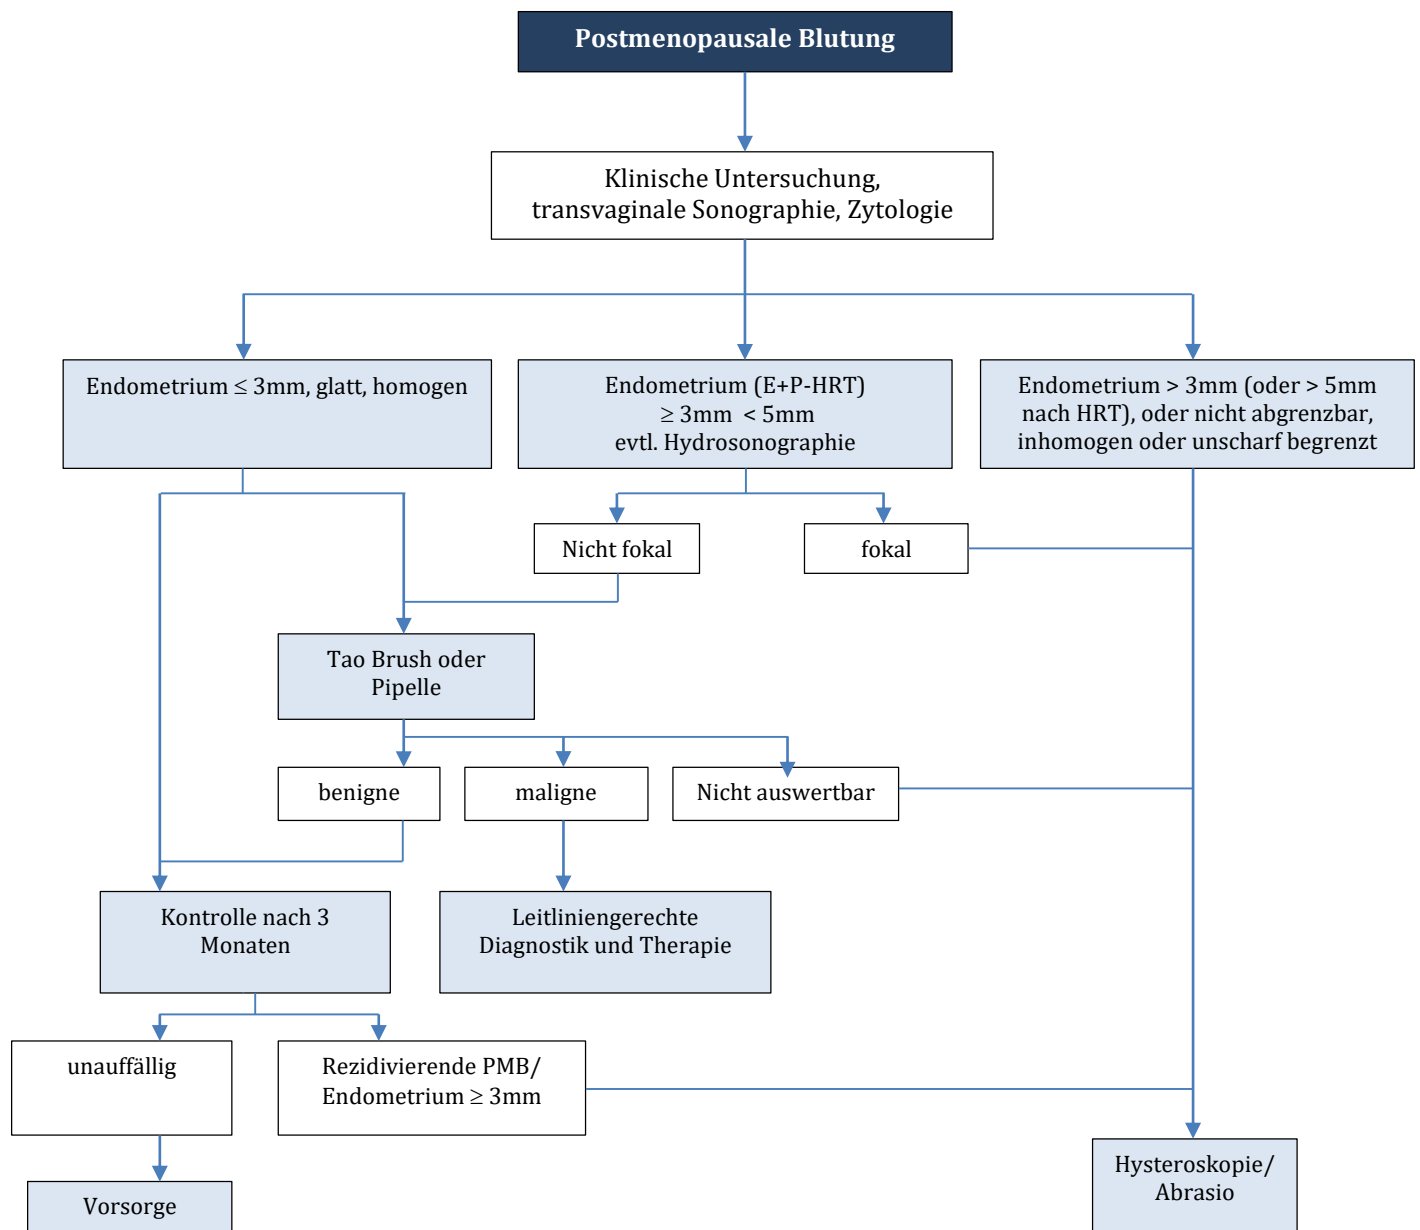 Postmenopausale Blutung
Klinische Untersuchung,
transvaginale Sonographie, Zytologie
Endometrium ≤ 3mm, glatt, homogen
Endometrium (E+P-HRT)
≥ 3mm < 5mm
evtl. Hydrosonographie
Endometrium > 3mm (oder > 5mm
nach HRT), oder nicht abgrenzbar,
inhomogen oder unscharf begrenzt
Nicht fokal
fokal
Tao Brush oder
Pipelle
benigne
maligne
Nicht auswertbar
Kontrolle nach 3
Monaten
Leitliniengerechte
Diagnostik und Therapie
unauffällig
Rezidivierende PMB/
Endometrium ≥ 3mm
Hysteroskopie/
Abrasio
Vorsorge